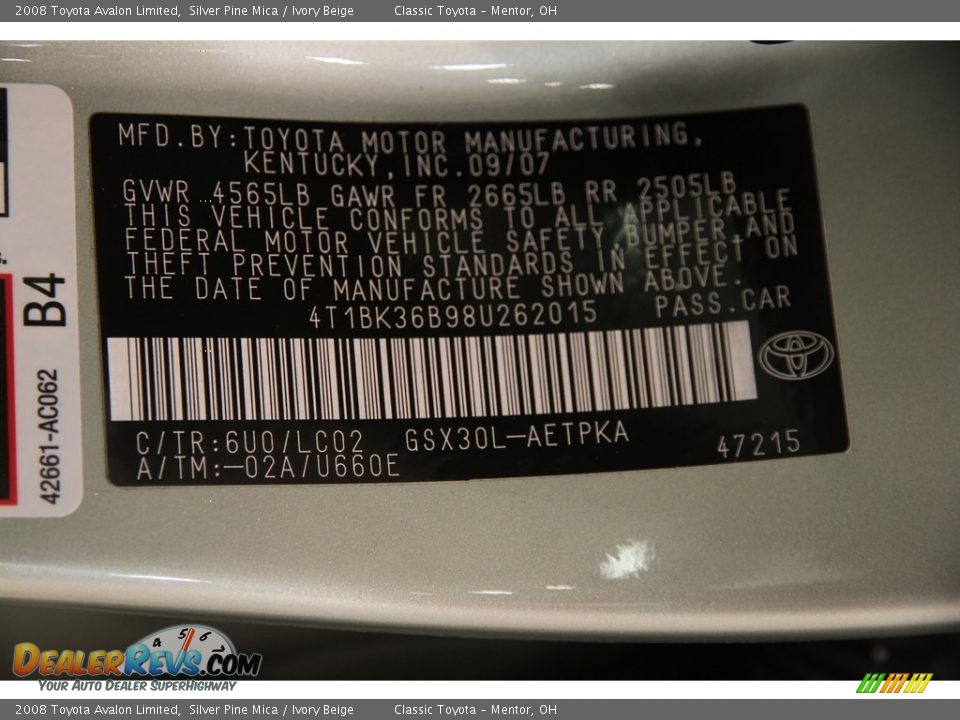 2008 Toyota Avalon Limited, Silver Pine Mica / Ivory Beige Classic Toyota - Mentor, OH
MFD.BY:TOYOTA MOTOR MANUFACTURING,
KENTUCKY,INC.09/07
GVWR 4565LB GAWR FR 2665LB RR 2505LB
THIS VEHICLE CONFORMS TO ALL APPLICABLE
FEDERAL MOTOR VEHICLE SAFETY,BUMPER AND
THEFT PREVENTION STANDARDS IN EFFECT ON
THE DATE OF MANUFACTURE SHOWN ABOVE.
4T1BK36B98U262015 PASS.CAR
C/TR:6U0/LC02 GSX30L-AETPKA 47215
A/TM:-02A/U660E
B4
42661-AC062
4 5 6
DEALERREVS.COM
YOUR AUTO DEALER SUPERHIGHWAY
2008 Toyota Avalon Limited, Silver Pine Mica / Ivory Beige Classic Toyota - Mentor, OH